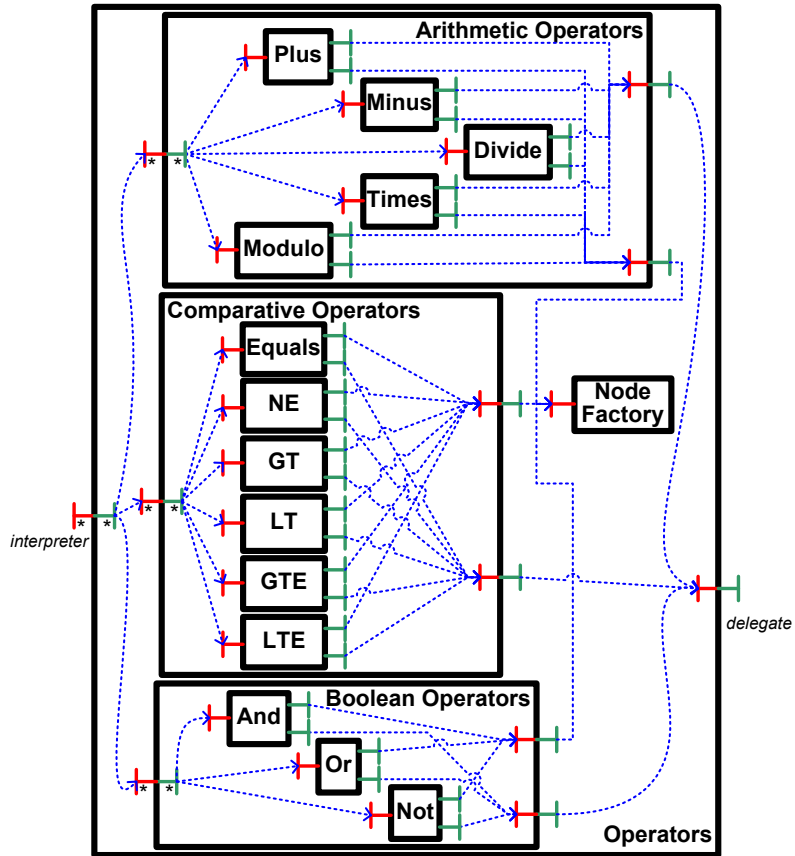 Arithmetic Operators
Plus
Minus
Divide
Times
Modulo
* *
Comparative Operators
Equals
NE
GT
LT
GTE
LTE
* *
Node
Factory
* *
interpreter
delegate
Boolean Operators
And
Or
Not
* *
Operators